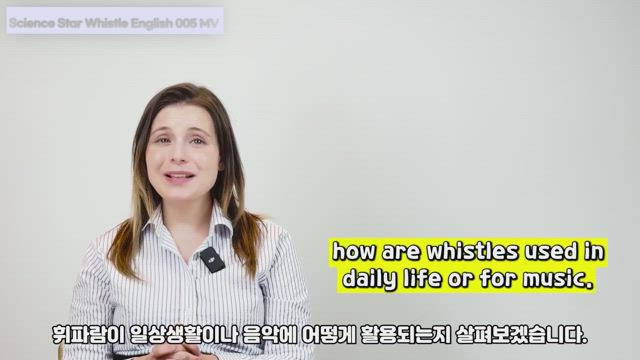 Science Star Whistle English 005 MV
how are whistles used in
daily life or for music.
휘파람이 일상생활이나 음악에 어떻게 활용되는지 살펴보겠습니다.